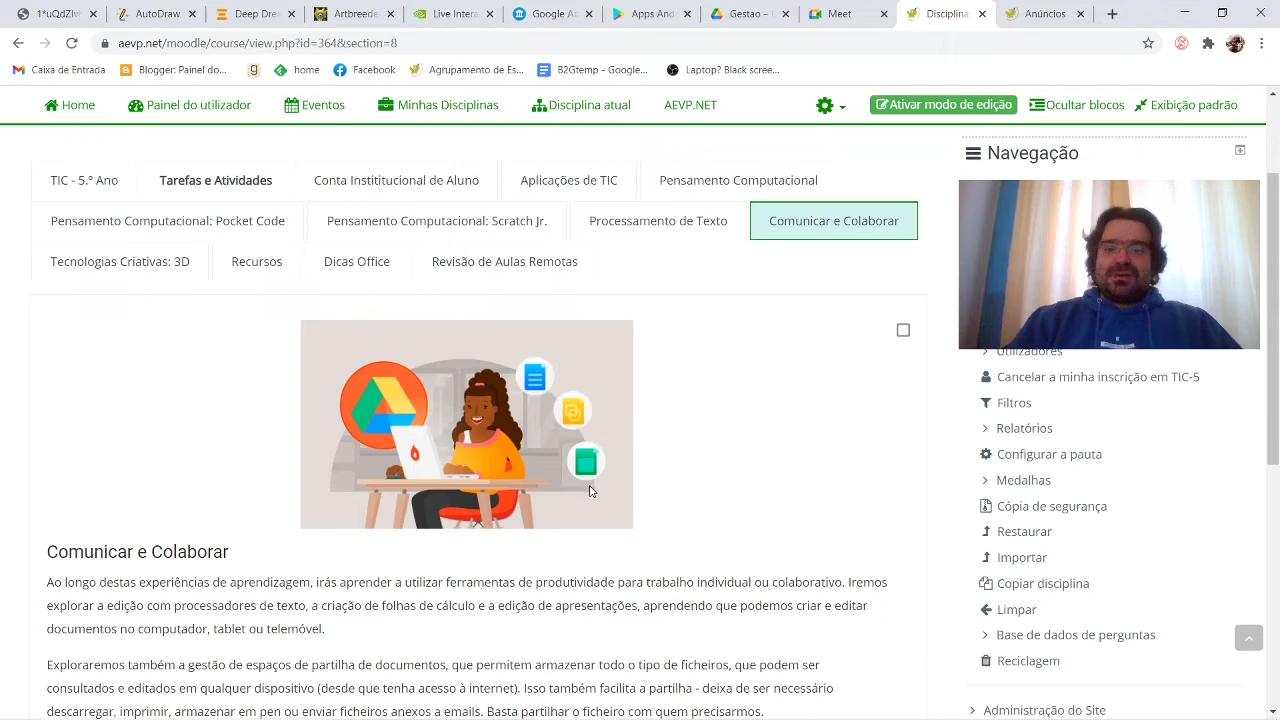 1*uQdZIvł
AutoDraw
Deep Drea
Artbreede
Live Intera
Google A
Apps And
Gestão – L
Meet
Disciplina
Anúncios
aevp.net/moodle/course/view.php?id=364&section=8
Caixa de Entrada
Blogger: Painel do...
home
Facebook
Agrupamento de Es...
B2Gtemp - Google...
Laptop? Black scree...
Home
Painel do utilizador
Eventos
Minhas Disciplinas
Disciplina atual
AEVP.NET
Ativar modo de edição
Ocultar blocos
Exibição padrão
TIC - 5.º Ano
Tarefas e Atividades
Conta Instititucional de Aluno
Aplicações de TIC
Pensamento Computacional
Pensamento Computacional: Pocket Code
Pensamento Computacional: Scratch Jr.
Processamento de Texto
Comunicar e Colaborar
Tecnologias Criativas: 3D
Recursos
Dicas Office
Revisão de Aulas Remotas
Comunicar e Colaborar
Ao longo destas experiências de aprendizagem, irás aprender a utilizar ferramentas de produtividade para trabalho individual ou colaborativo. Iremos
explorar a edição com processadores de texto, a criação de folhas de cálculo e a edição de apresentações, aprendendo que podemos criar e editar
documentos no computador, tablet ou telemóvel.
Exploraremos também a gestão de espaços de partilha de documentos, que permitem armazenar todo o tipo de ficheiros, que podem ser
consultados e editados em qualquer dispositivo (desde que tenha acesso à internet). Isso também facilita a partilha - deixa de ser necessário
descarregar, imprimir, armazenar em pen ou enviar ficheiros anexos a emails. Basta partilhar o ficheiro com quem precisarmos.
Navegação
Utilizadores
Cancelar a minha inscrição em TIC-5
Filtros
Relatórios
Configurar a pauta
Medalhas
Cópia de segurança
Restaurar
Importar
Copiar disciplina
Limpar
Base de dados de perguntas
Reciclagem
Administração do Site